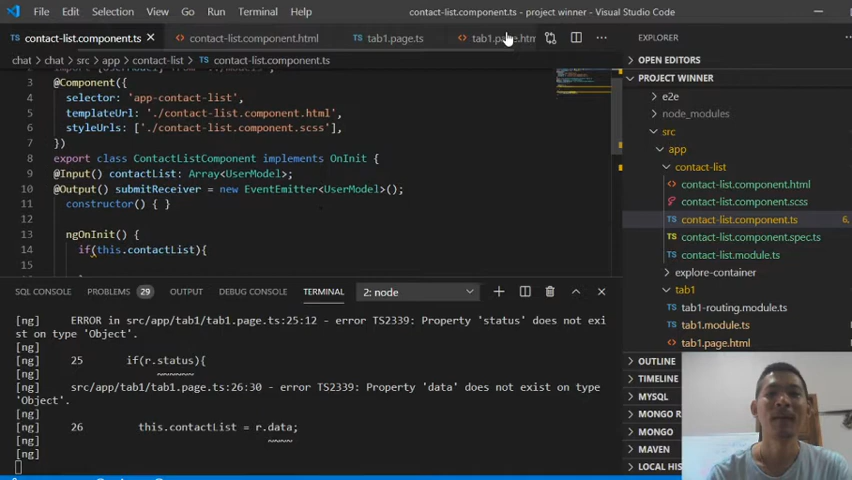 File Edit Selection View Go Run Terminal Help contact-list.component.ts - project winner - Visual Studio Code
contact-list.component.ts contact-list.component.html tab1.page.ts tab1.page.htm
chat > chat > src > app > contact-list > contact-list.component.ts
3 @Component({
4 selector: 'app-contact-list',
5 templateUrl: './contact-list.component.html',
6 styleUrls: ['./contact-list.component.scss'],
7 })
8 export class ContactListComponent implements OnInit {
9 @Input() contactList: Array<UserModel>;
10 @Output() submitReceiver = new EventEmitter<UserModel>();
11 constructor() { }
12
13 ngOnInit() {
14 if(this.contactList){
15
SQL CONSOLE PROBLEMS 29 OUTPUT DEBUG CONSOLE TERMINAL 2: node
[ng] ERROR in src/app/tab1/tab1.page.ts:25:12 - error TS2339: Property 'status' does not exi
st on type 'Object'.
[ng]
[ng] 25 if(r.status){
[ng] ~~~~~~
[ng] src/app/tab1/tab1.page.ts:26:30 - error TS2339: Property 'data' does not exist on type
'Object'.
[ng]
[ng] 26 this.contactList = r.data;
[ng] ~~~~
[ng]
EXPLORER
OPEN EDITORS
PROJECT WINNER
e2e
node_modules
src
app
contact-list
contact-list.component.html
contact-list.component.scss
contact-list.component.ts 6,
contact-list.component.spec.ts
contact-list.module.ts
explore-container
tab1
tab1-routing.module.ts
tab1.module.ts
tab1.page.html
OUTLINE
TIMELINE
MYSQL
MONGO R
MONGO
MAVEN
LOCAL HIS